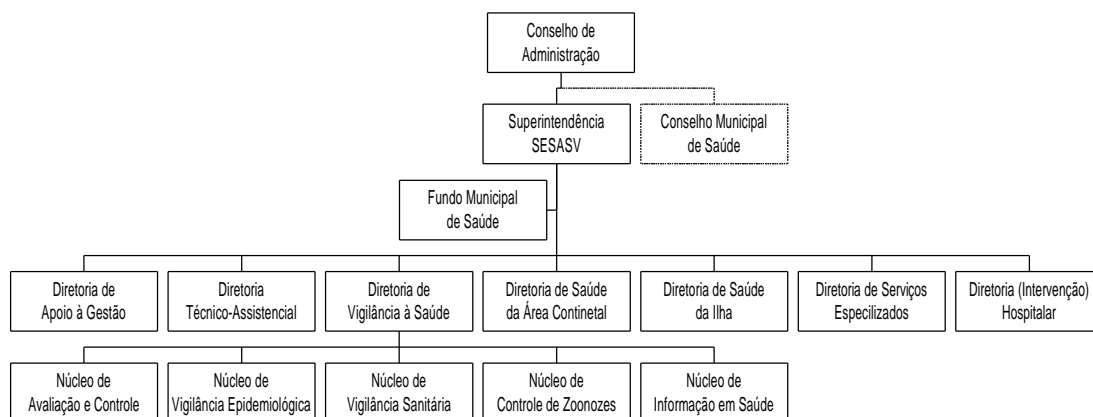 Conselho de
Administração
Superintendência
SESASV
Conselho Municipal
de Saúde
Fundo Municipal
de Saúde
Diretoria de
Apoio à Gestão
Diretoria
Técnico-Assistencial
Diretoria de
Vigilância à Saúde
Diretoria de Saúde
da Área Continetal
Diretoria de Saúde
da Ilha
Diretoria de Serviços
Especilizados
Diretoria (Intervenção)
Hospitalar
Núcleo de
Avaliação e Controle
Núcleo de
Vigilância Epidemiológica
Núcleo de
Vigilância Sanitária
Núcleo de
Controle de Zoonozes
Núcleo de
Informação em Saúde